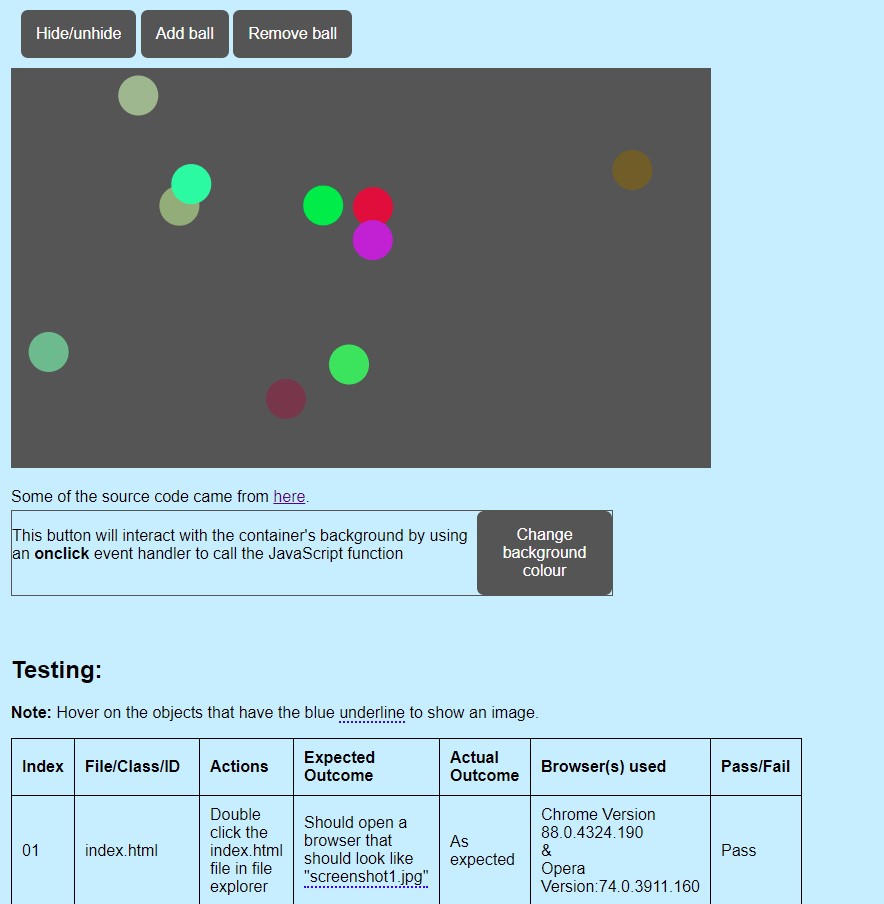 Hide/unhide Add ball Remove ball
Some of the source code came from here.
This button will interact with the container's background by using
an onclick event handler to call the JavaScript function
Change
background
colour
Testing:
Note: Hover on the objects that have the blue underline to show an image.
Index File/Class/ID Actions Expected Outcome Actual Outcome Browser(s) used Pass/Fail
01
index.html
Double
click the
index.html
file in file
explorer
Should open a
browser that
should look like
"screenshot1.jpg"
As
expected
Chrome Version
88.0.4324.190
&
Opera
Version:74.0.3911.160
Pass